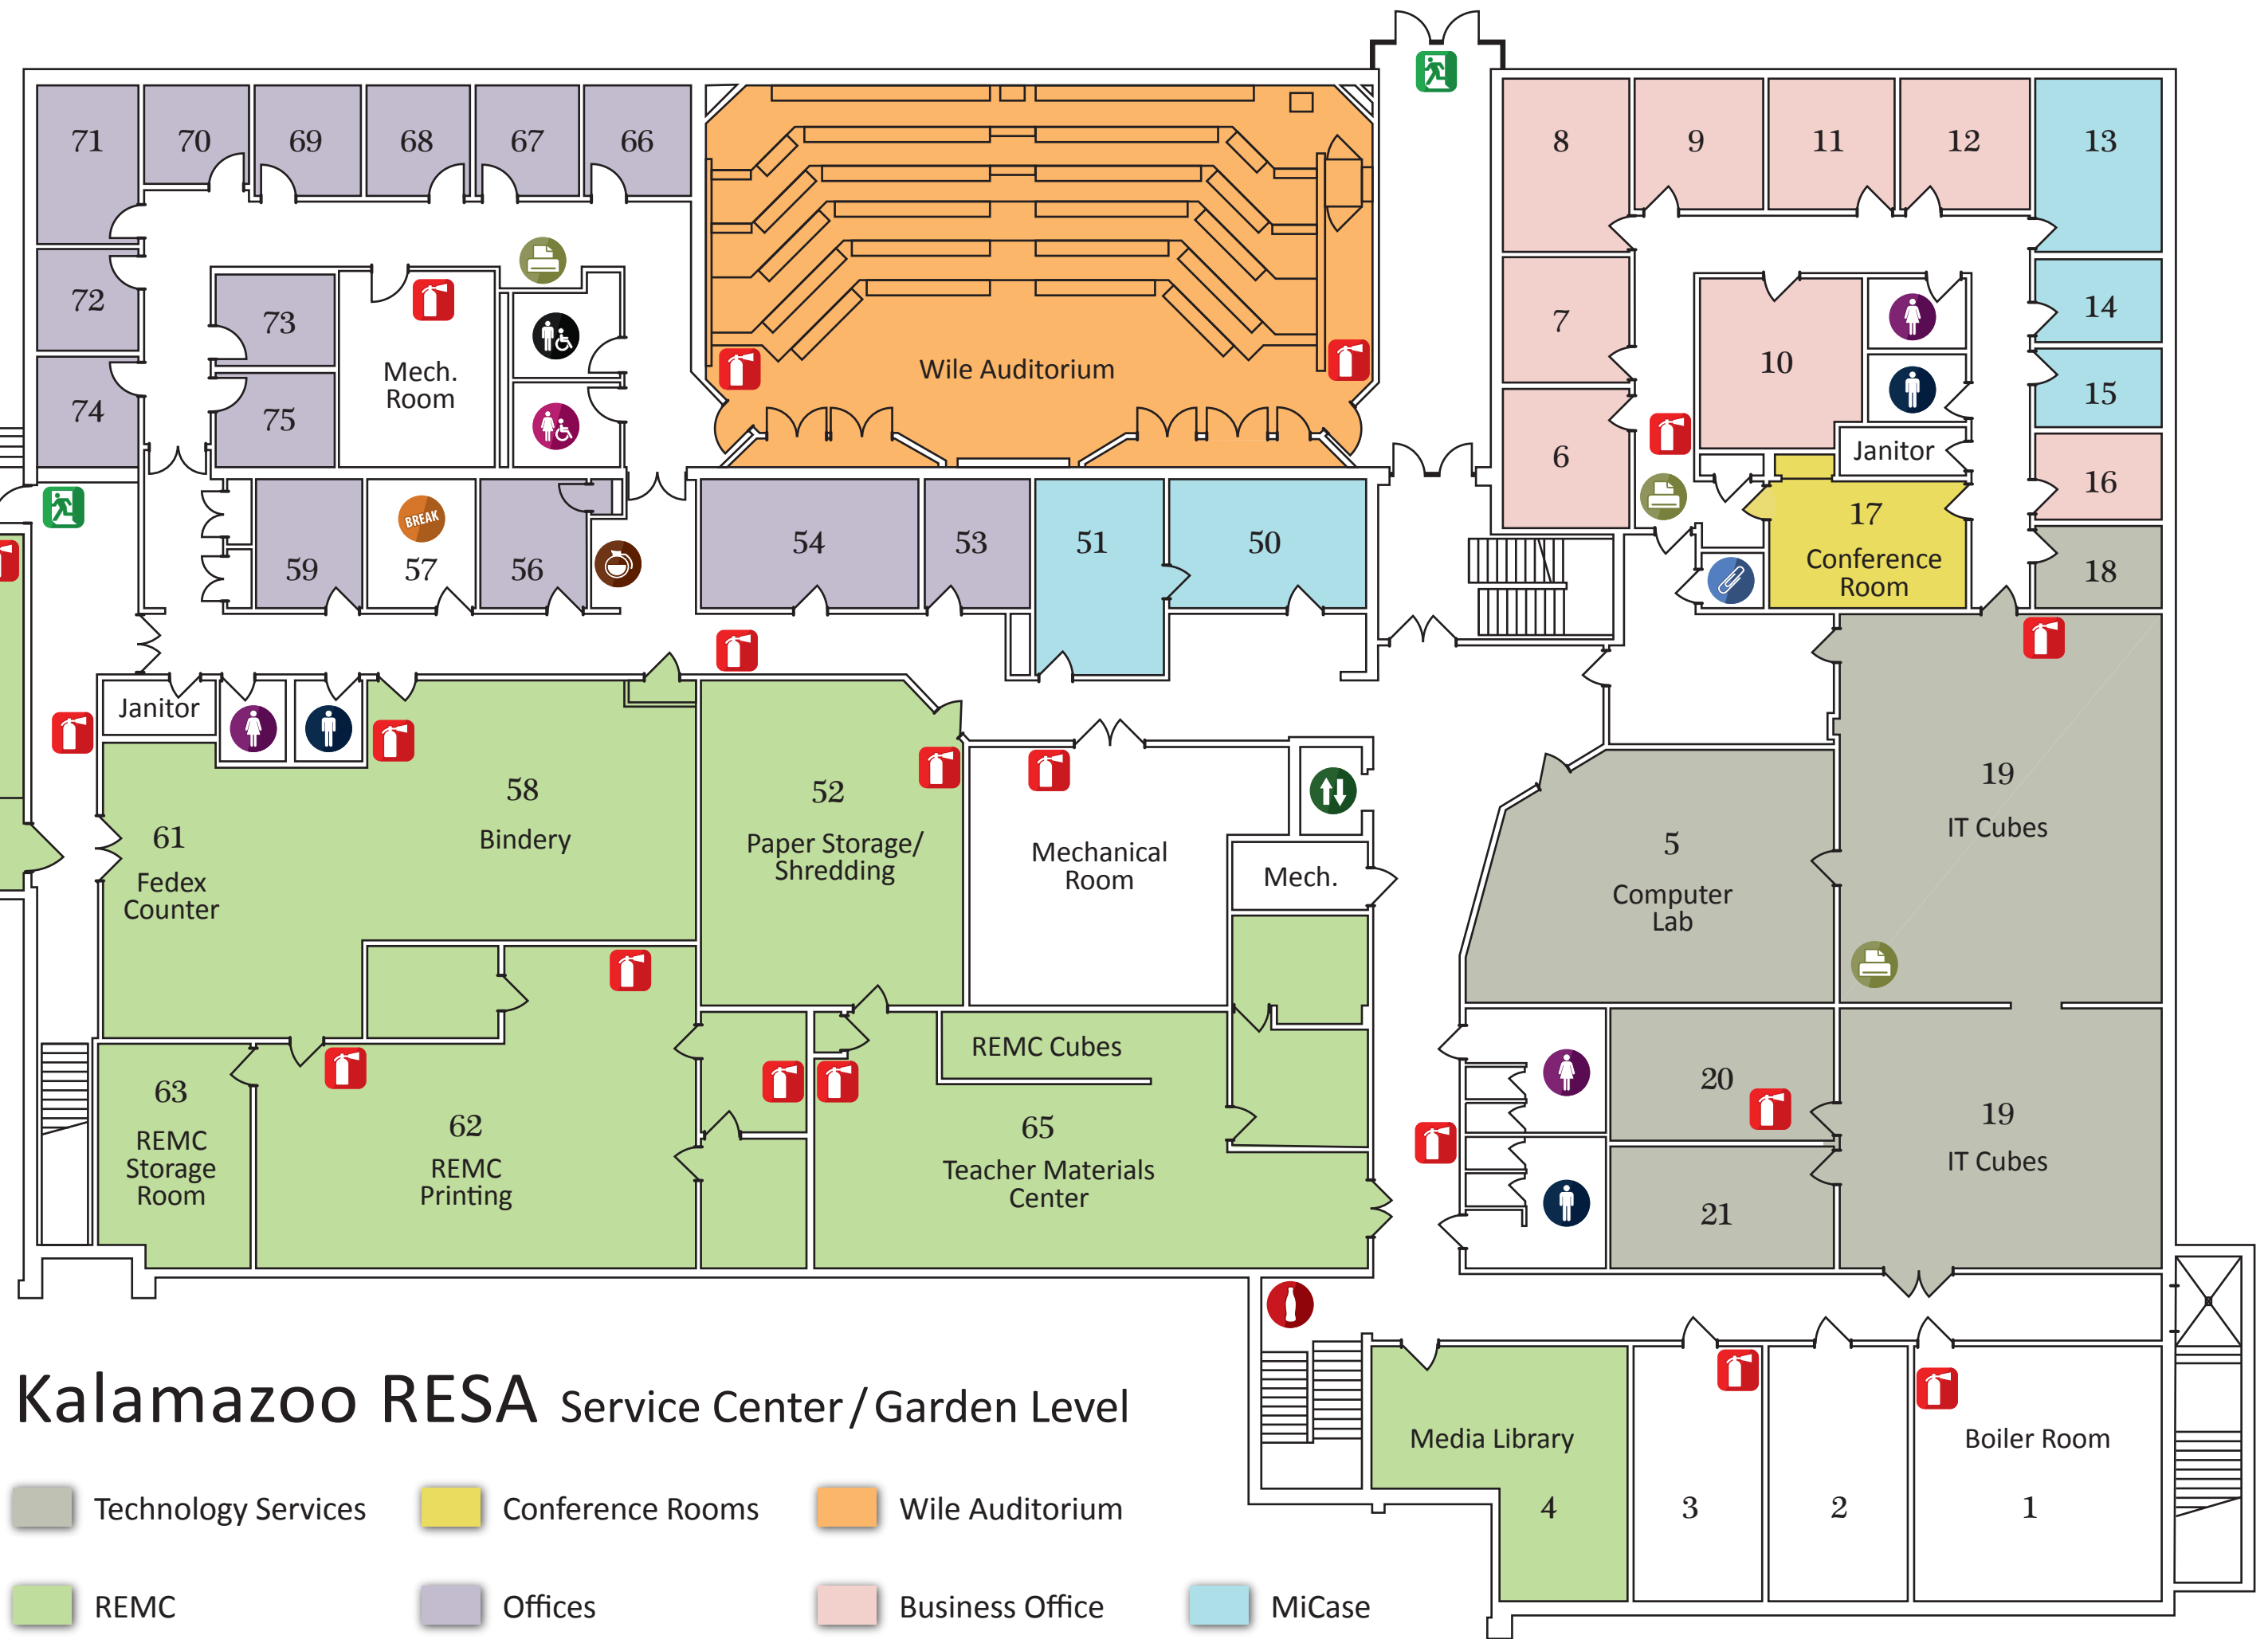 71
70
69
68
67
66
8
9
11
12
13
72
73
Mech.
Room
Wile Auditorium
7
10
14
74
75
6
Janitor
15
16
59
BREAK
57
56
54
53
51
50
17
Conference
Room
18
Janitor
58
Bindery
52
Paper Storage/
Shredding
61
Fedex
Counter
Mechanical
Room
Mech.
5
Computer
Lab
19
IT Cubes
REMC Cubes
63
REMC
Storage
Room
62
REMC
Printing
65
Teacher Materials
Center
20
21
19
IT Cubes
Kalamazoo RESA Service Center / Garden Level
Media Library
4
3
2
Boiler Room
1
Technology Services
Conference Rooms
Wile Auditorium
REMC
Offices
Business Office
MiCase